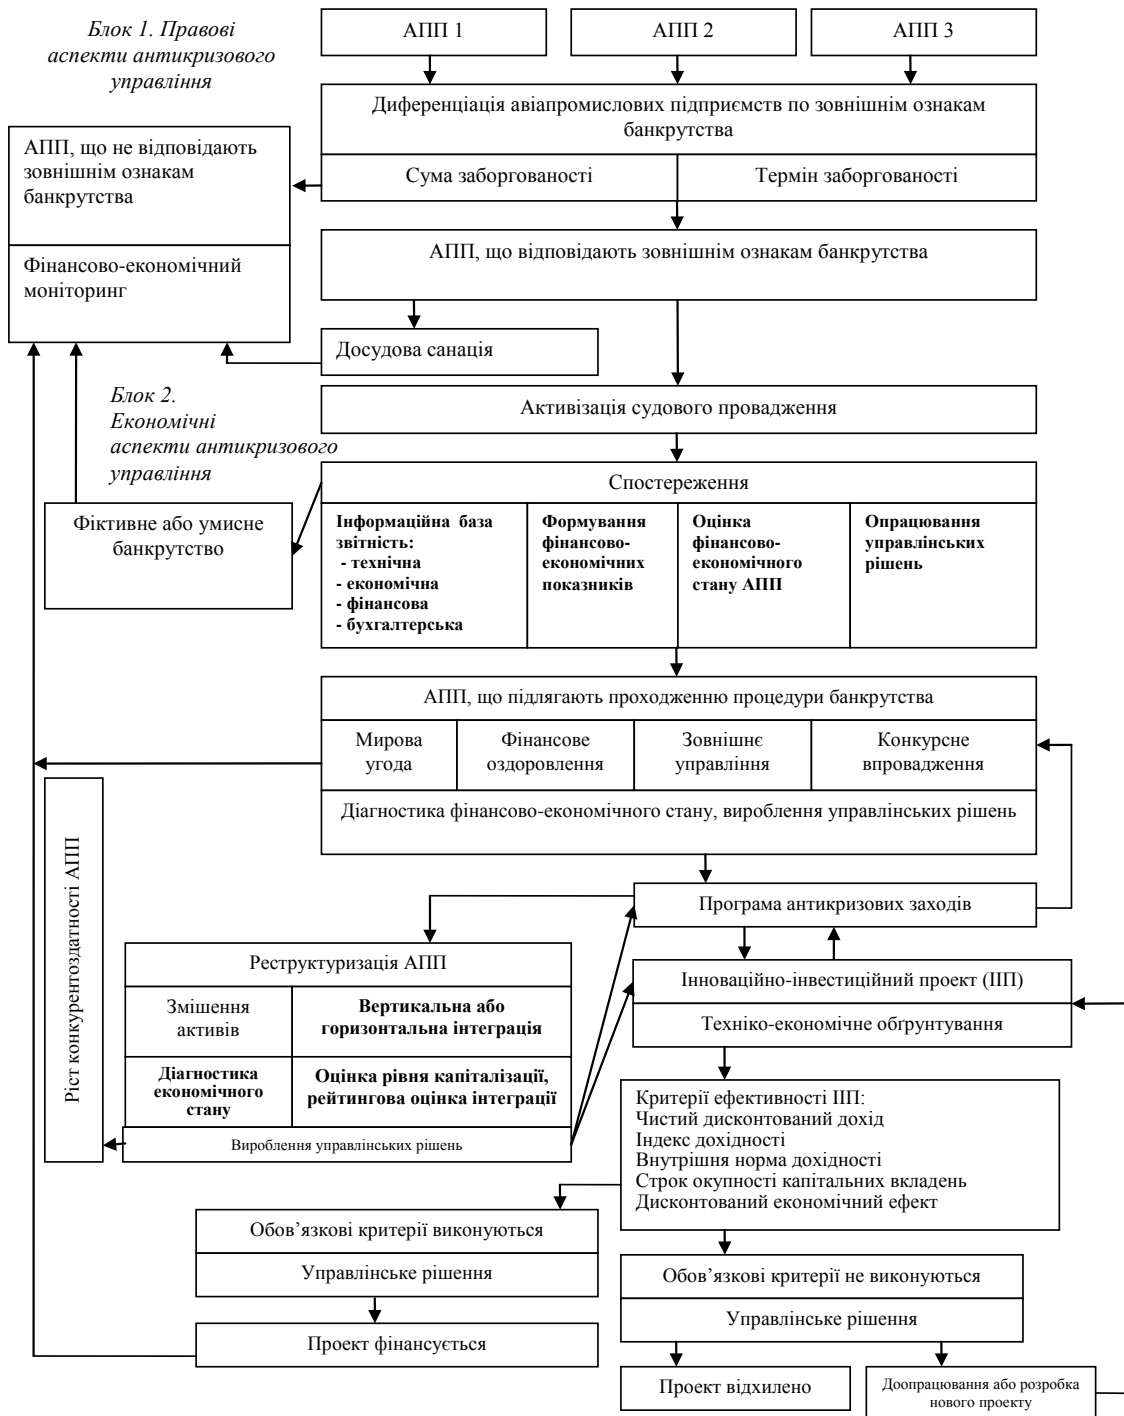 Блок 1. Правові
аспекти антикризового
управління
АПП 1
АПП 2
АПП 3
Диференціація авіапромислових підприємств по зовнішнім ознакам
банкрутства
Сума заборгованості
Термін заборгованості
АПП, що не відповідають
зовнішнім ознакам
банкрутства
Фінансово-економічний
моніторинг
АПП, що відповідають зовнішнім ознакам банкрутства
Досудова санація
Блок 2.
Економічні
аспекти антикризового
управління
Активізація судового провадження
Спостереження
Фіктивне або умисне
банкрутство
Інформаційна база
звітність:
- технічна
- економічна
- фінансова
- бухгалтерська
Формування
фінансово-
економічних
показників
Оцінка
фінансово-
економічного
стану АПП
Опрацювання
управлінських
рішень
АПП, що підлягають проходженню процедури банкрутства
Мирова
угода
Фінансове
оздоровлення
Зовнішнє
управління
Конкурсне
впровадження
Діагностика фінансово-економічного стану, вироблення управлінських рішень
Ріст конкурентоздатності АПП
Програма антикризових заходів
Реструктуризація АПП
Змішення
активів
Вертикальна або
горизонтальна інтеграція
Діагностика
економічного
стану
Оцінка рівня капіталізації,
рейтингова оцінка інтеграції
Вироблення управлінських рішень
Інноваційно-інвестиційний проект (ІІП)
Техніко-економічне обґрунтування
Критерії ефективності ІІП:
Чистий дисконтований дохід
Індекс дохідності
Внутрішня норма дохідності
Строк окупності капітальних вкладень
Дисконтований економічний ефект
Обов’язкові критерії виконуються
Управлінське рішення
Проект фінансується
Обов’язкові критерії не виконуються
Управлінське рішення
Проект відхилено
Доопрацювання або розробка
нового проекту